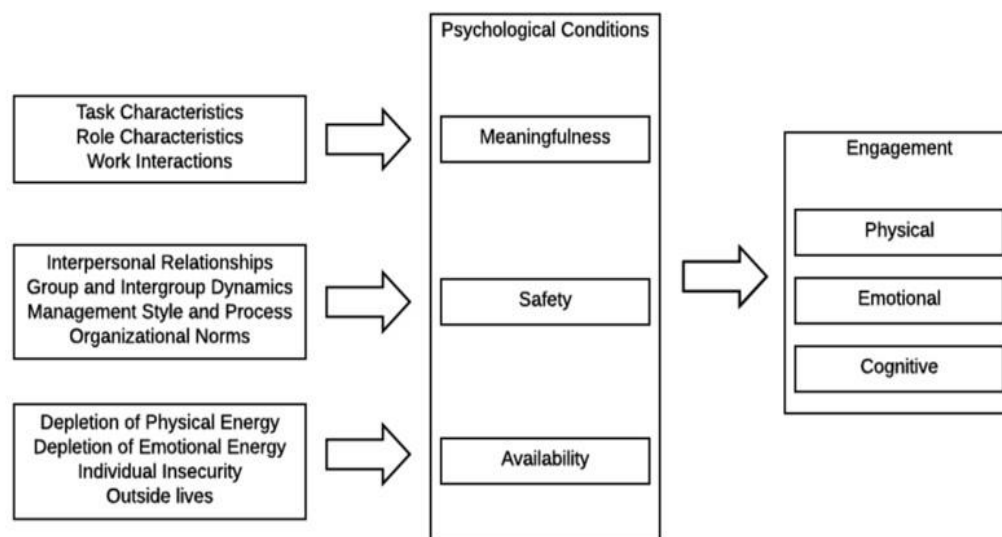 Task Characteristics
Role Characteristics
Work Interactions
Interpersonal Relationships
Group and Intergroup Dynamics
Management Style and Process
Organizational Norms
Depletion of Physical Energy
Depletion of Emotional Energy
Individual Insecurity
Outside lives
Psychological Conditions
Meaningfulness
Safety
Availability
Engagement
Physical
Emotional
Cognitive